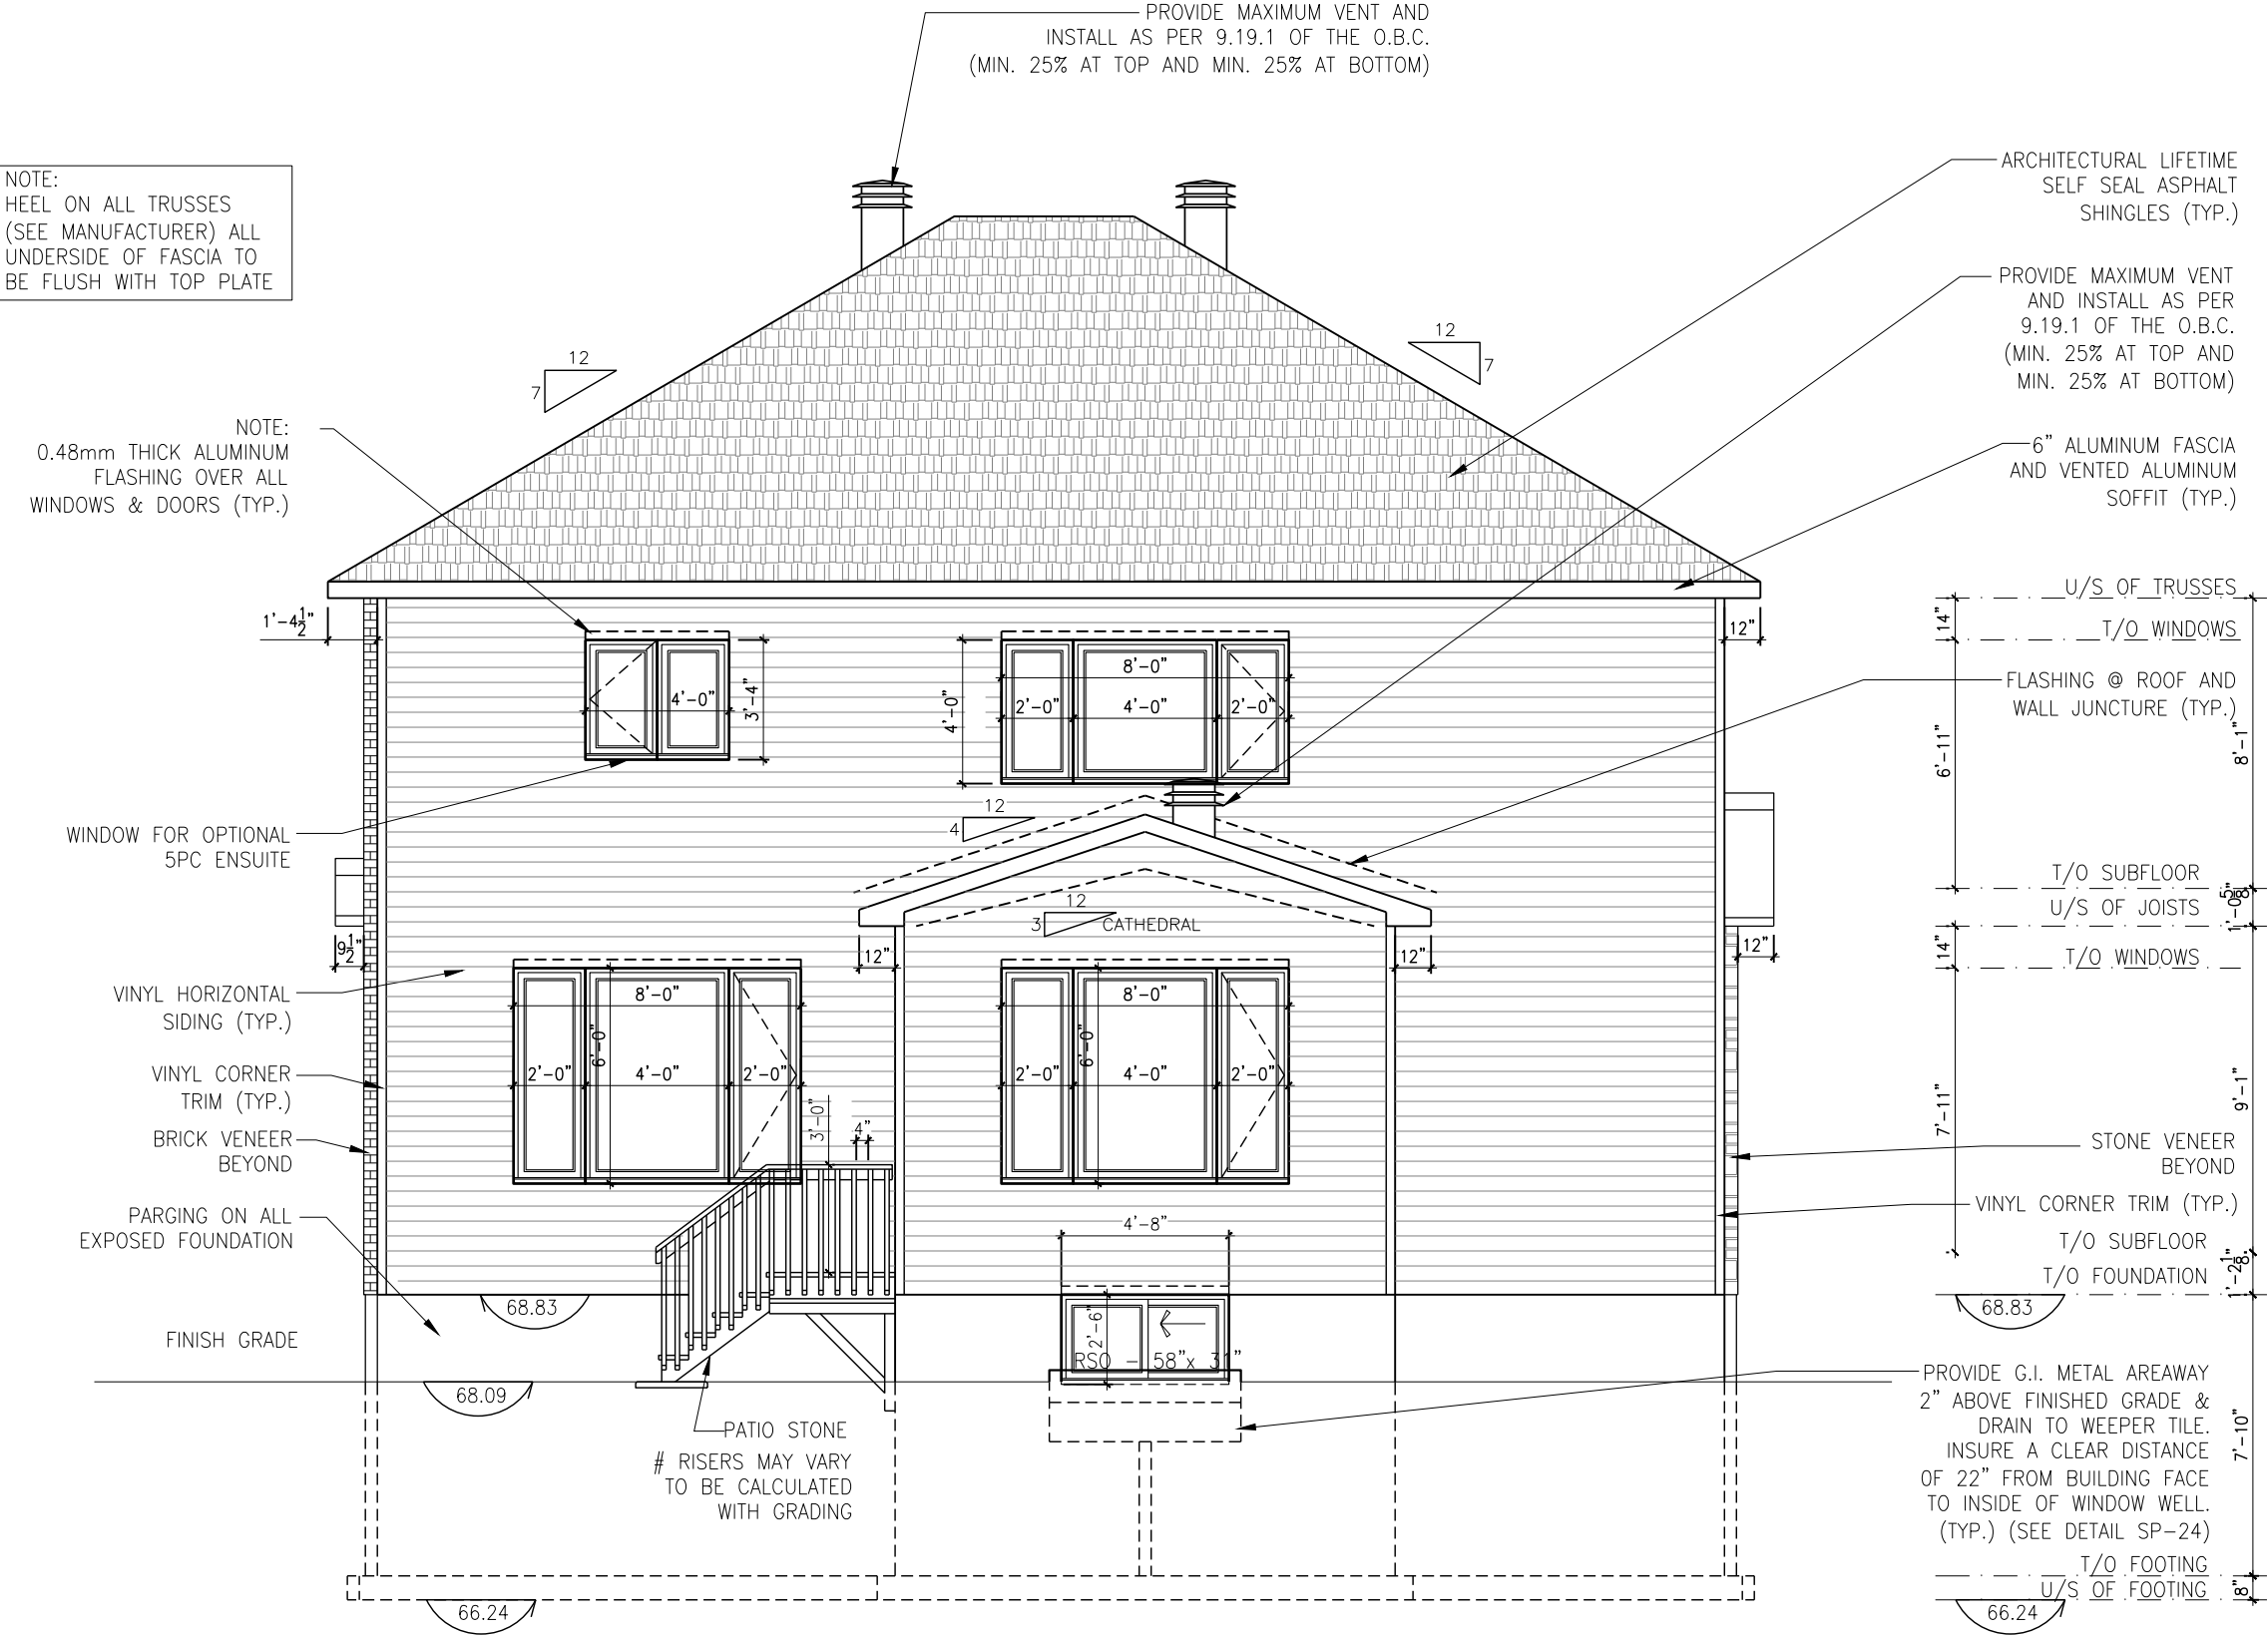 PROVIDE MAXIMUM VENT AND
INSTALL AS PER 9.19.1 OF THE O.B.C.
(MIN. 25% AT TOP AND MIN. 25% AT BOTTOM)
NOTE:
HEEL ON ALL TRUSSES
(SEE MANUFACTURER) ALL
UNDERSIDE OF FASCIA TO
BE FLUSH WITH TOP PLATE
ARCHITECTURAL LIFETIME
SELF SEAL ASPHALT
SHINGLES (TYP.)
PROVIDE MAXIMUM VENT
AND INSTALL AS PER
9.19.1 OF THE O.B.C.
(MIN. 25% AT TOP AND
MIN. 25% AT BOTTOM)
12
7
12
7
NOTE:
0.48mm THICK ALUMINUM
FLASHING OVER ALL
WINDOWS & DOORS (TYP.)
6" ALUMINUM FASCIA
AND VENTED ALUMINUM
SOFFIT (TYP.)
U/S OF TRUSSES
T/O WINDOWS
14"
1'-4½"
12"
FLASHING @ ROOF AND
WALL JUNCTURE (TYP.)
4'-0"
3'-4"
4'-0"
8'-0"
2'-0"
4'-0"
2'-0"
6'-11"
8'-1"
12
4
WINDOW FOR OPTIONAL
5PC ENSUITE
T/O SUBFLOOR
U/S OF JOISTS
1'-0⅝"
12
3
CATHEDRAL
9½"
12"
12"
12"
14"
T/O WINDOWS
VINYL HORIZONTAL
SIDING (TYP.)
8'-0"
6'-0"
2'-0"
4'-0"
2'-0"
8'-0"
6'-0"
2'-0"
4'-0"
2'-0"
VINYL CORNER
TRIM (TYP.)
3'-0"
4"
7'-11"
9'-1"
BRICK VENEER
BEYOND
STONE VENEER
BEYOND
VINYL CORNER TRIM (TYP.)
PARGING ON ALL
EXPOSED FOUNDATION
4'-8"
T/O SUBFLOOR
T/O FOUNDATION
1'-2⅛"
68.83
68.83
FINISH GRADE
2'-6"
RSO - 58"x 31"
68.09
PATIO STONE
# RISERS MAY VARY
TO BE CALCULATED
WITH GRADING
PROVIDE G.I. METAL AREAWAY
2" ABOVE FINISHED GRADE &
DRAIN TO WEEPER TILE.
INSURE A CLEAR DISTANCE
OF 22" FROM BUILDING FACE
TO INSIDE OF WINDOW WELL.
(TYP.) (SEE DETAIL SP-24)
7'-10"
T/O FOOTING
U/S OF FOOTING
8"
66.24
66.24